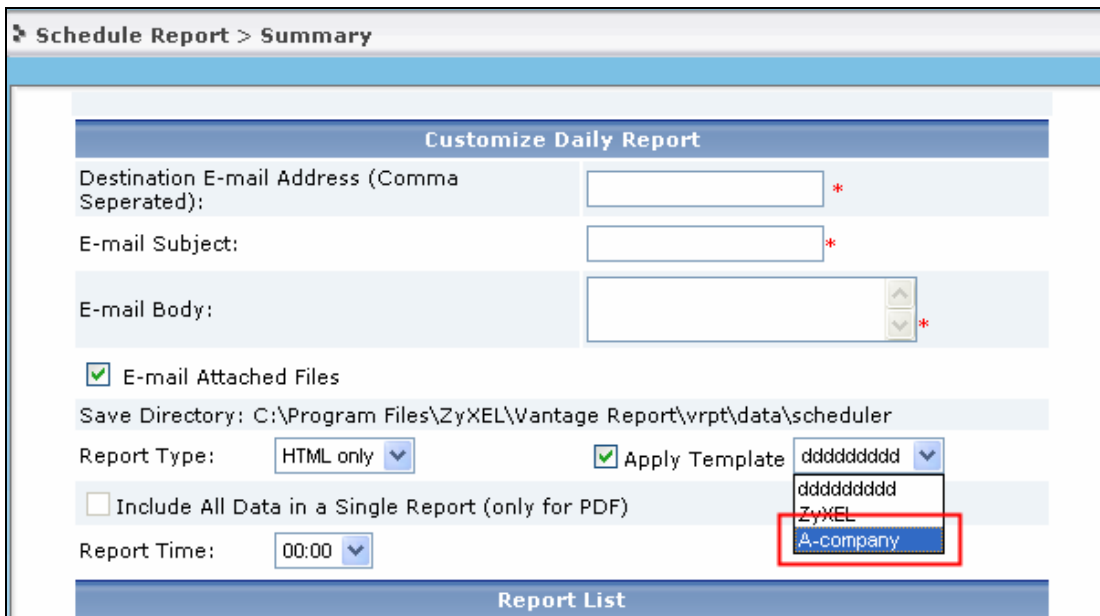 Schedule Report > Summary
Customize Daily Report
Destination E-mail Address (Comma
Seperated):
*
E-mail Subject:
*
E-mail Body:
*
E-mail Attached Files
Save Directory: C:\Program Files\ZyXEL\Vantage Report\vrpt\data\scheduler
Report Type: HTML only Apply Template ddddddddd
ddddddddd
Include All Data in a Single Report (only for PDF)
ZyXEL
A-company
Report Time: 00:00
Report List